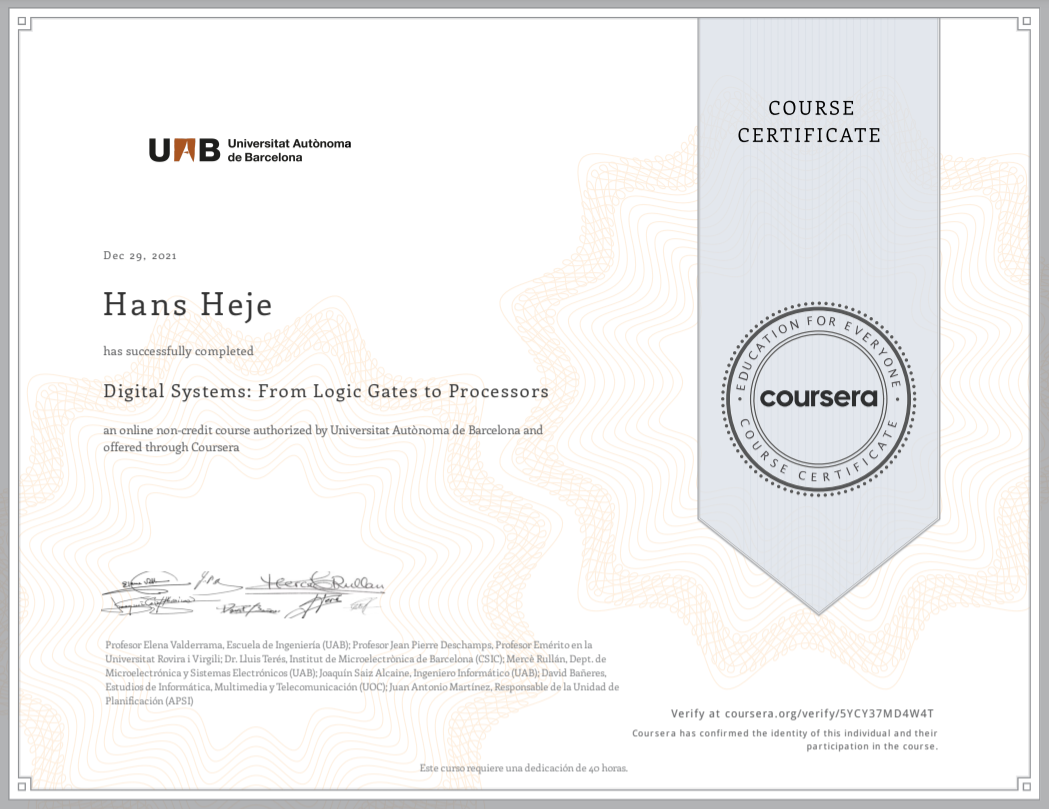 COURSE
CERTIFICATE
UAB Universitat Autònoma
de Barcelona
Dec 29, 2021
Hans Heje
has successfully completed
Digital Systems: From Logic Gates to Processors
an online non-credit course authorized by Universitat Autònoma de Barcelona and
offered through Coursera
EDUCATION FOR EVERYONE
coursera
COURSE CERTIFICATE
Mercè Rullan
Profesor Elena Valderrama, Escuela de Ingeniería (UAB); Profesor Jean Pierre Deschamps, Profesor Emérito en la
Universitat Rovira i Virgili; Dr. Lluis Terés, Institut de Microelectrònica de Barcelona (CSIC); Mercè Rullán, Dept. de
Microelectrónica y Sistemas Electrónicos (UAB); Joaquín Saiz Alcaine, Ingeniero Informático (UAB); David Bañeres,
Estudios de Informática, Multimedia y Telecomunicación (UOC); Juan Antonio Martinez, Responsable de la Unidad de
Planificación (APSI)
Verify at coursera.org/verify/5YCY37MD4W4T
Coursera has confirmed the identity of this individual and their
participation in the course.
Este curso requiere una dedicación de 40 horas.